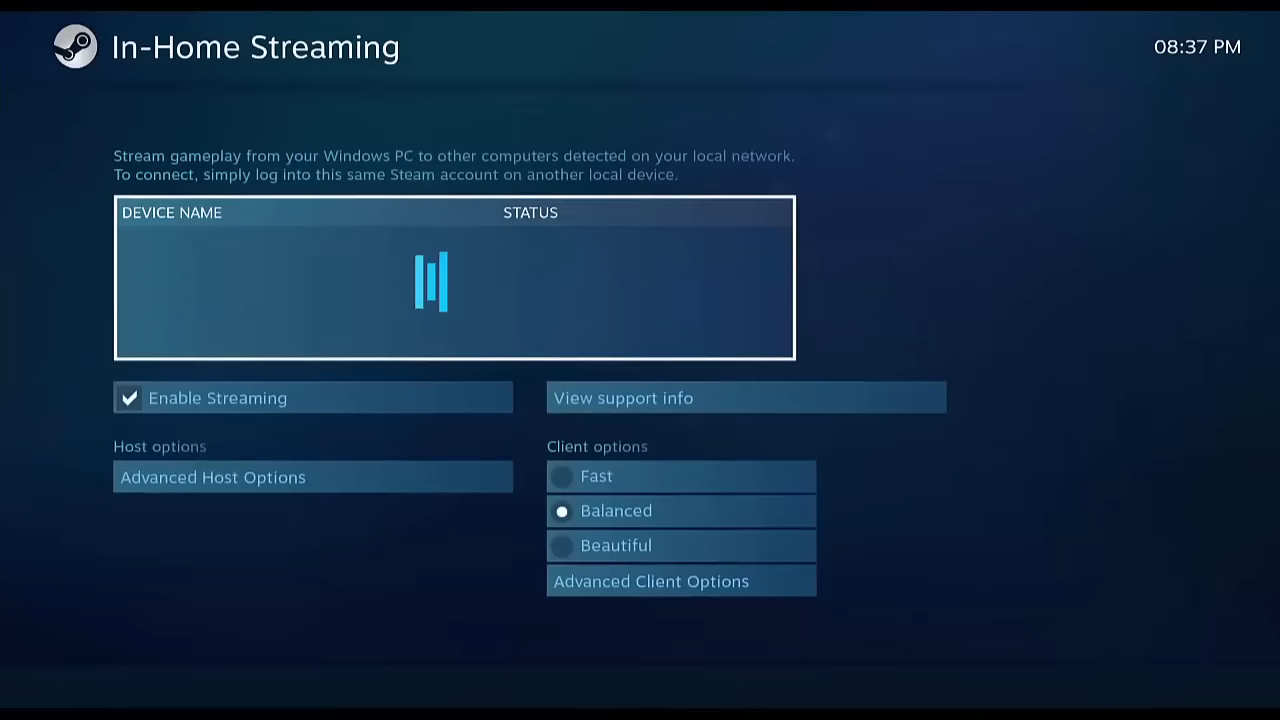 In-Home Streaming
08:37 PM
Stream gameplay from your Windows PC to other computers detected on your local network.
To connect, simply log into this same Steam account on another local device.
DEVICE NAME
STATUS
Enable Streaming
View support info
Host options
Client options
Advanced Host Options
Fast
Balanced
Beautiful
Advanced Client Options